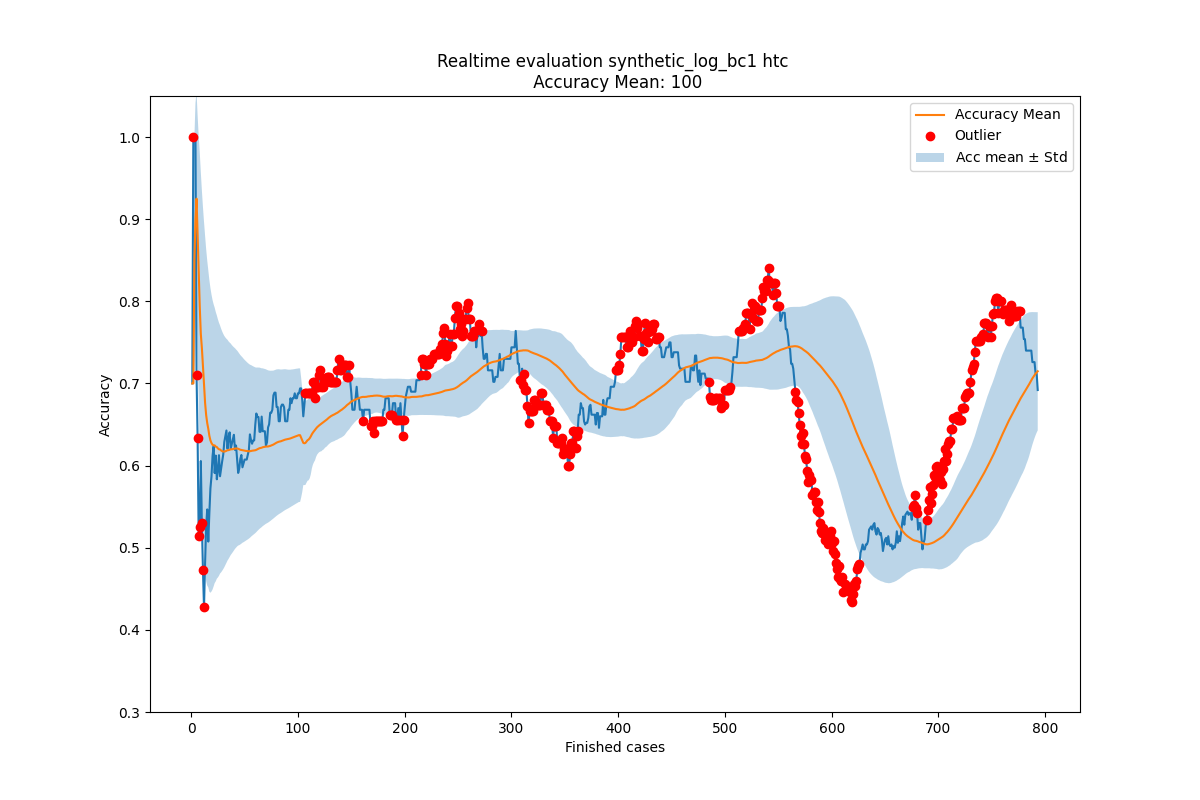 Realtime evaluation synthetic_log_bc1 htc
Accuracy Mean: 100
Accuracy Mean
Outlier
Acc mean ± Std
Accuracy
1.0
0.9
0.8
0.7
0.6
0.5
0.4
0.3
0 100 200 300 400 500 600 700 800
Finished cases